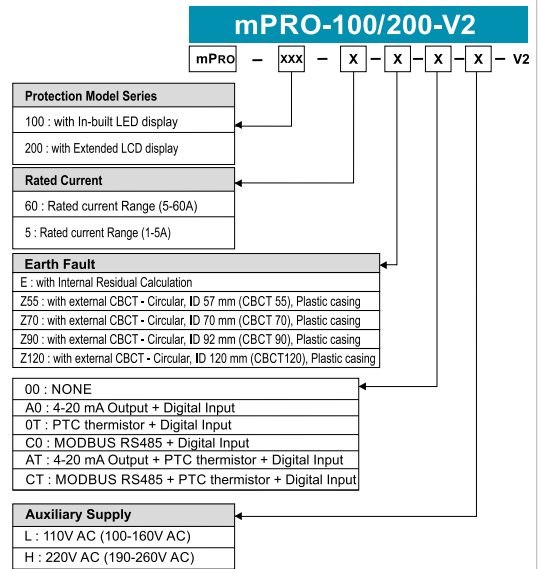 mPRO-100/200-V2
mPRO – xxx – X – X – X – X – V2
Protection Model Series
100 : with In-built LED display
200 : with Extended LCD display
Rated Current
60 : Rated current Range (5-60A)
5 : Rated current Range (1-5A)
Earth Fault
E : with Internal Residual Calculation
Z55 : with external CBCT - Circular, ID 57 mm (CBCT 55), Plastic casing
Z70 : with external CBCT - Circular, ID 70 mm (CBCT 70), Plastic casing
Z90 : with external CBCT - Circular, ID 92 mm (CBCT 90), Plastic casing
Z120 : with external CBCT - Circular, ID 120 mm (CBCT120), Plastic casing
00 : NONE
A0 : 4-20 mA Output + Digital Input
0T : PTC thermistor + Digital Input
C0 : MODBUS RS485 + Digital Input
AT : 4-20 mA Output + PTC thermistor + Digital Input
CT : MODBUS RS485 + PTC thermistor + Digital Input
Auxiliary Supply
L : 110V AC (100-160V AC)
H : 220V AC (190-260V AC)